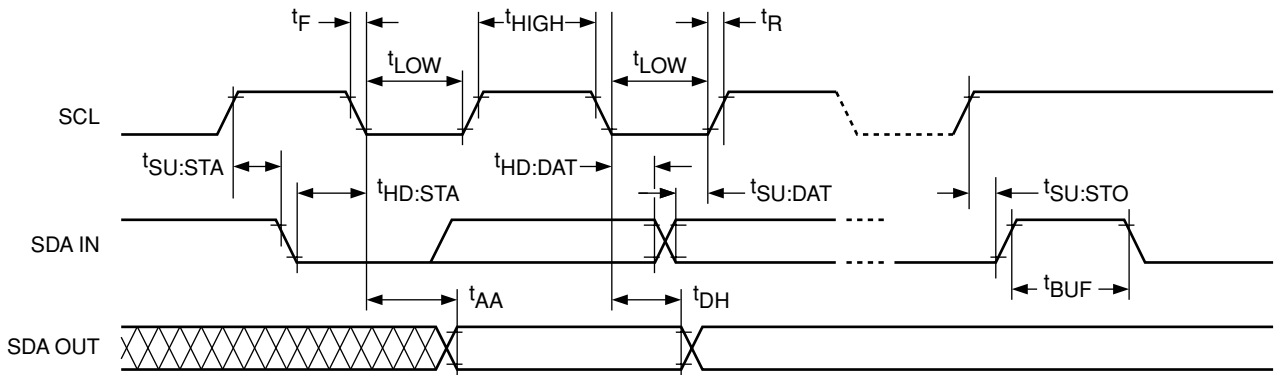 tF
tHIGH
tR
tLOW
tLOW
SCL
tSU:STA
tHD:STA
tHD:DAT
tSU:DAT
tSU:STO
SDA IN
tAA
tDH
tBUF
SDA OUT